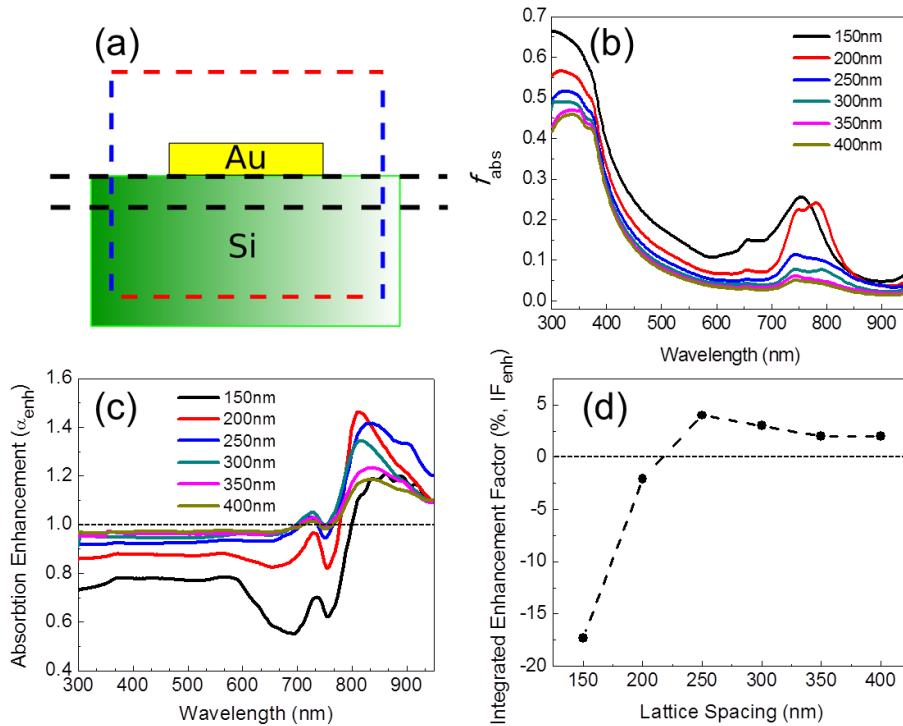 (a)
Au
Si
(b)
0.7
0.6
0.5
0.4
0.3
0.2
0.1
0.0
f_abs
150nm
200nm
250nm
300nm
350nm
400nm
300 400 500 600 700 800 900
Wavelength (nm)
(c)
1.6
1.4
1.2
1.0
0.8
0.6
0.4
Absorbtion Enhancement (α_enh)
150nm
200nm
250nm
300nm
350nm
400nm
300 400 500 600 700 800 900
Wavelength (nm)
(d)
5
0
-5
-10
-15
-20
Integrated Enhancement Factor (%, IF_enh)
150 200 250 300 350 400
Lattice Spacing (nm)